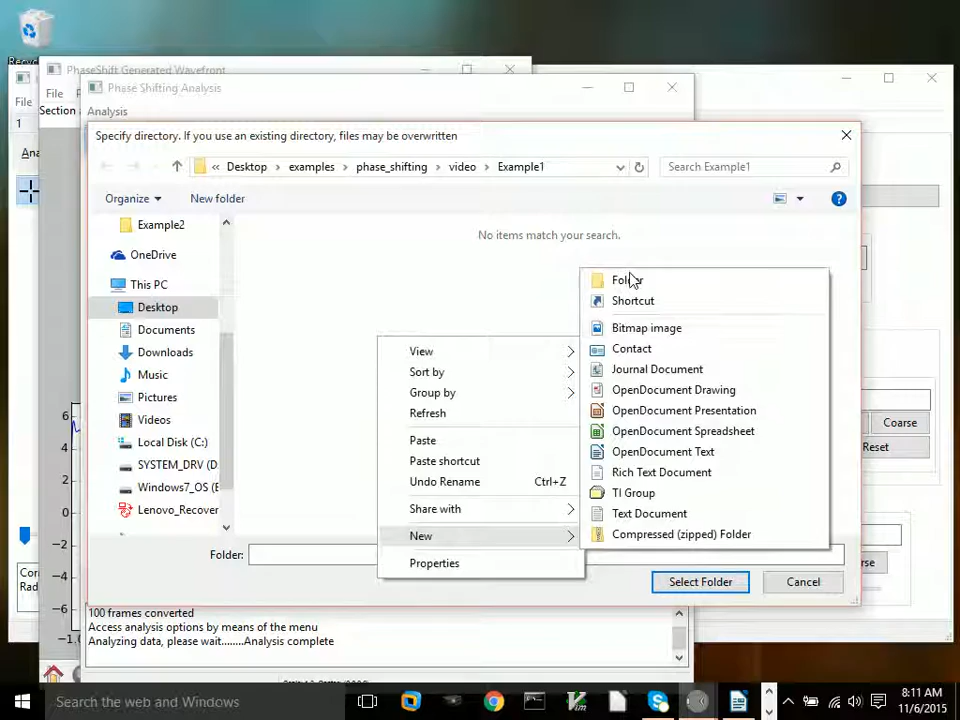 Recyc
PhaseShift Generated Wavefront
File
File
Section
1
Phase Shifting Analysis
Analysis
Specify directory. If you use an existing directory, files may be overwritten
« Desktop > examples > phase_shifting > video > Example1
Search Example1
Organize
New folder
Example2
OneDrive
This PC
Desktop
Documents
Downloads
Music
Pictures
Videos
Local Disk (C:)
SYSTEM_DRV (D
Windows7_OS (E
Lenovo_Recover
No items match your search.
View
Sort by
Group by
Refresh
Paste
Paste shortcut
Undo Rename Ctrl+Z
Share with
New
Properties
Folder
Shortcut
Bitmap image
Contact
Journal Document
OpenDocument Drawing
OpenDocument Presentation
OpenDocument Spreadsheet
OpenDocument Text
Rich Text Document
TI Group
Text Document
Compressed (zipped) Folder
Folder:
Select Folder
Cancel
Coarse
Reset
6
4
2
0
−2
−4
−6
−1.0
Corr
Rad
100 frames converted
Access analysis options by means of the menu
Analyzing data, please wait........Analysis complete
Search the web and Windows
8:11 AM
11/6/2015